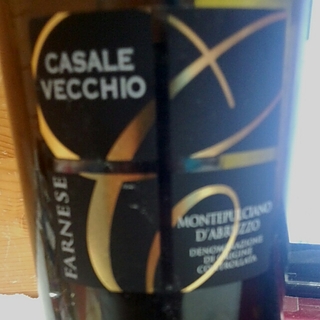 CASALE
VECCHIO
FARNESE
MONTEPULCIANO
D'ABRUZZO
DENOMINAZIONE
DI ORIGINE
CONTROLLATA